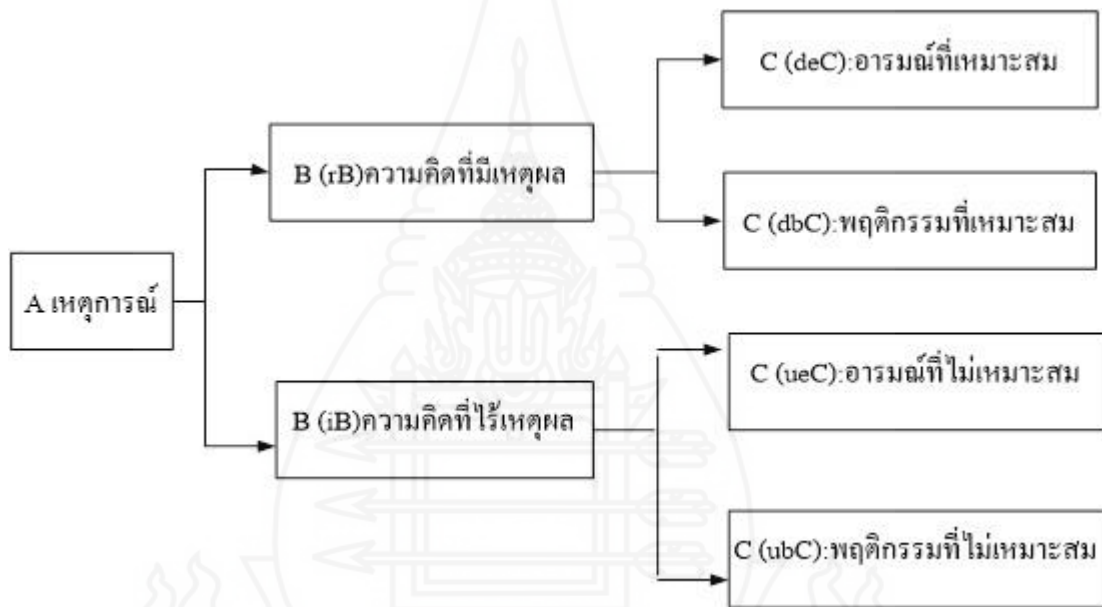 C (deC):อารมณ์ที่เหมาะสม
B (rB)ความคิดที่มีเหตุผล
C (dbC):พฤติกรรมที่เหมาะสม
A เหตุการณ์
C (ueC):อารมณ์ที่ไม่เหมาะสม
B (iB)ความคิดที่ไร้เหตุผล
C (ubC):พฤติกรรมที่ไม่เหมาะสม